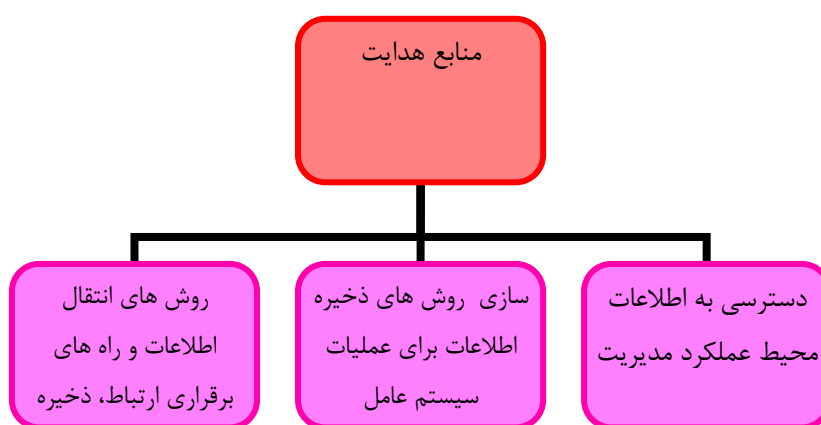 منابع هدایت
دسترسی به اطلاعات
محیط عملکرد مدیریت
سازی روش های ذخیره
اطلاعات برای عملیات
سیستم عامل
روش های انتقال
اطلاعات و راه های
برقراری ارتباط، ذخیره